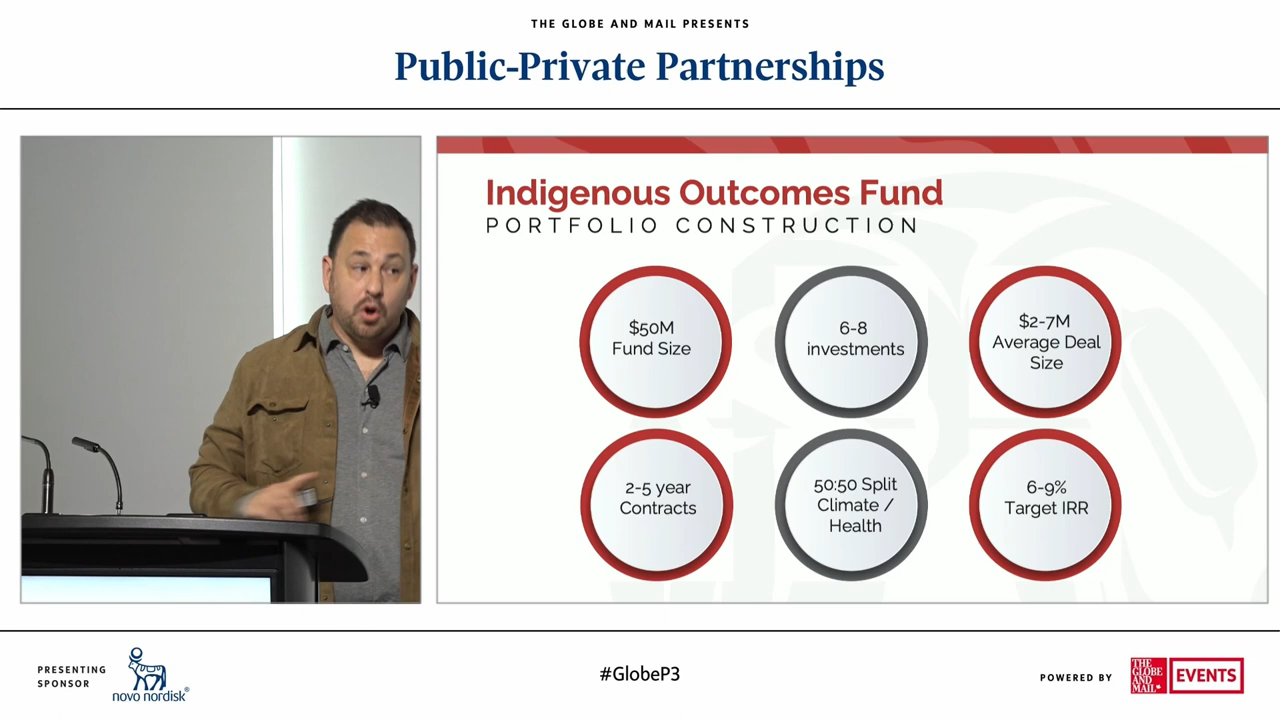 THE GLOBE AND MAIL PRESENTS
Public-Private Partnerships
Indigenous Outcomes Fund
PORTFOLIO CONSTRUCTION
$50M
Fund Size
6-8
investments
$2-7M
Average Deal
Size
2-5 year
Contracts
50:50 Split
Climate /
Health
6-9%
Target IRR
PRESENTING
SPONSOR
novo nordisk®
#GlobeP3
POWERED BY
THE
GLOBE
AND
MAIL
EVENTS